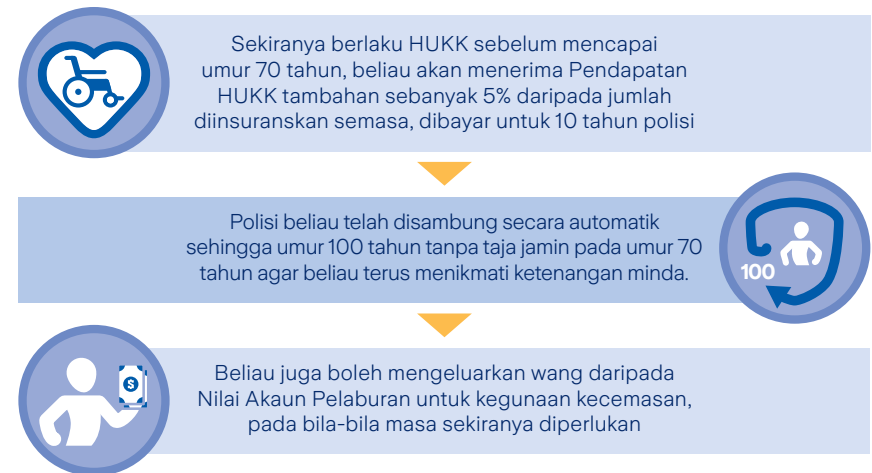 Sekiranya berlaku HUKK sebelum mencapai
umur 70 tahun, beliau akan menerima Pendapatan
HUKK tambahan sebanyak 5% daripada jumlah
diinsuranskan semasa, dibayar untuk 10 tahun polisi
Polisi beliau telah disambung secara automatik
sehingga umur 100 tahun tanpa taja jamin pada umur 70
tahun agar beliau terus menikmati ketenangan minda.
100
Beliau juga boleh mengeluarkan wang daripada
Nilai Akaun Pelaburan untuk kegunaan kecemasan,
pada bila-bila masa sekiranya diperlukan
$